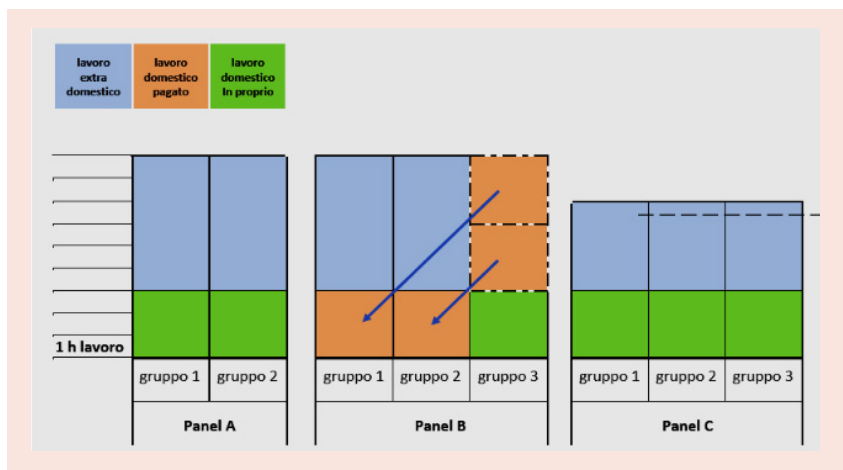 lavoro
extra
domestico
lavoro
domestico
pagato
lavoro
domestico
In proprio
1 h lavoro
gruppo 1
gruppo 2
Panel A
gruppo 1
gruppo 2
gruppo 3
Panel B
gruppo 1
gruppo 2
gruppo 3
Panel C